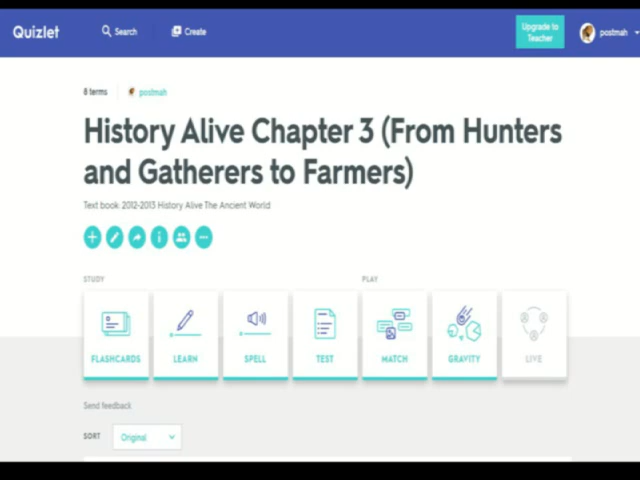 Quizlet Search Create Upgrade to
Teacher postmah
8 terms postmah
History Alive Chapter 3 (From Hunters
and Gatherers to Farmers)
Text book: 2012-2013 History Alive The Ancient World
STUDY PLAY
FLASHCARDS LEARN SPELL TEST MATCH GRAVITY LIVE
Send feedback
SORT Original